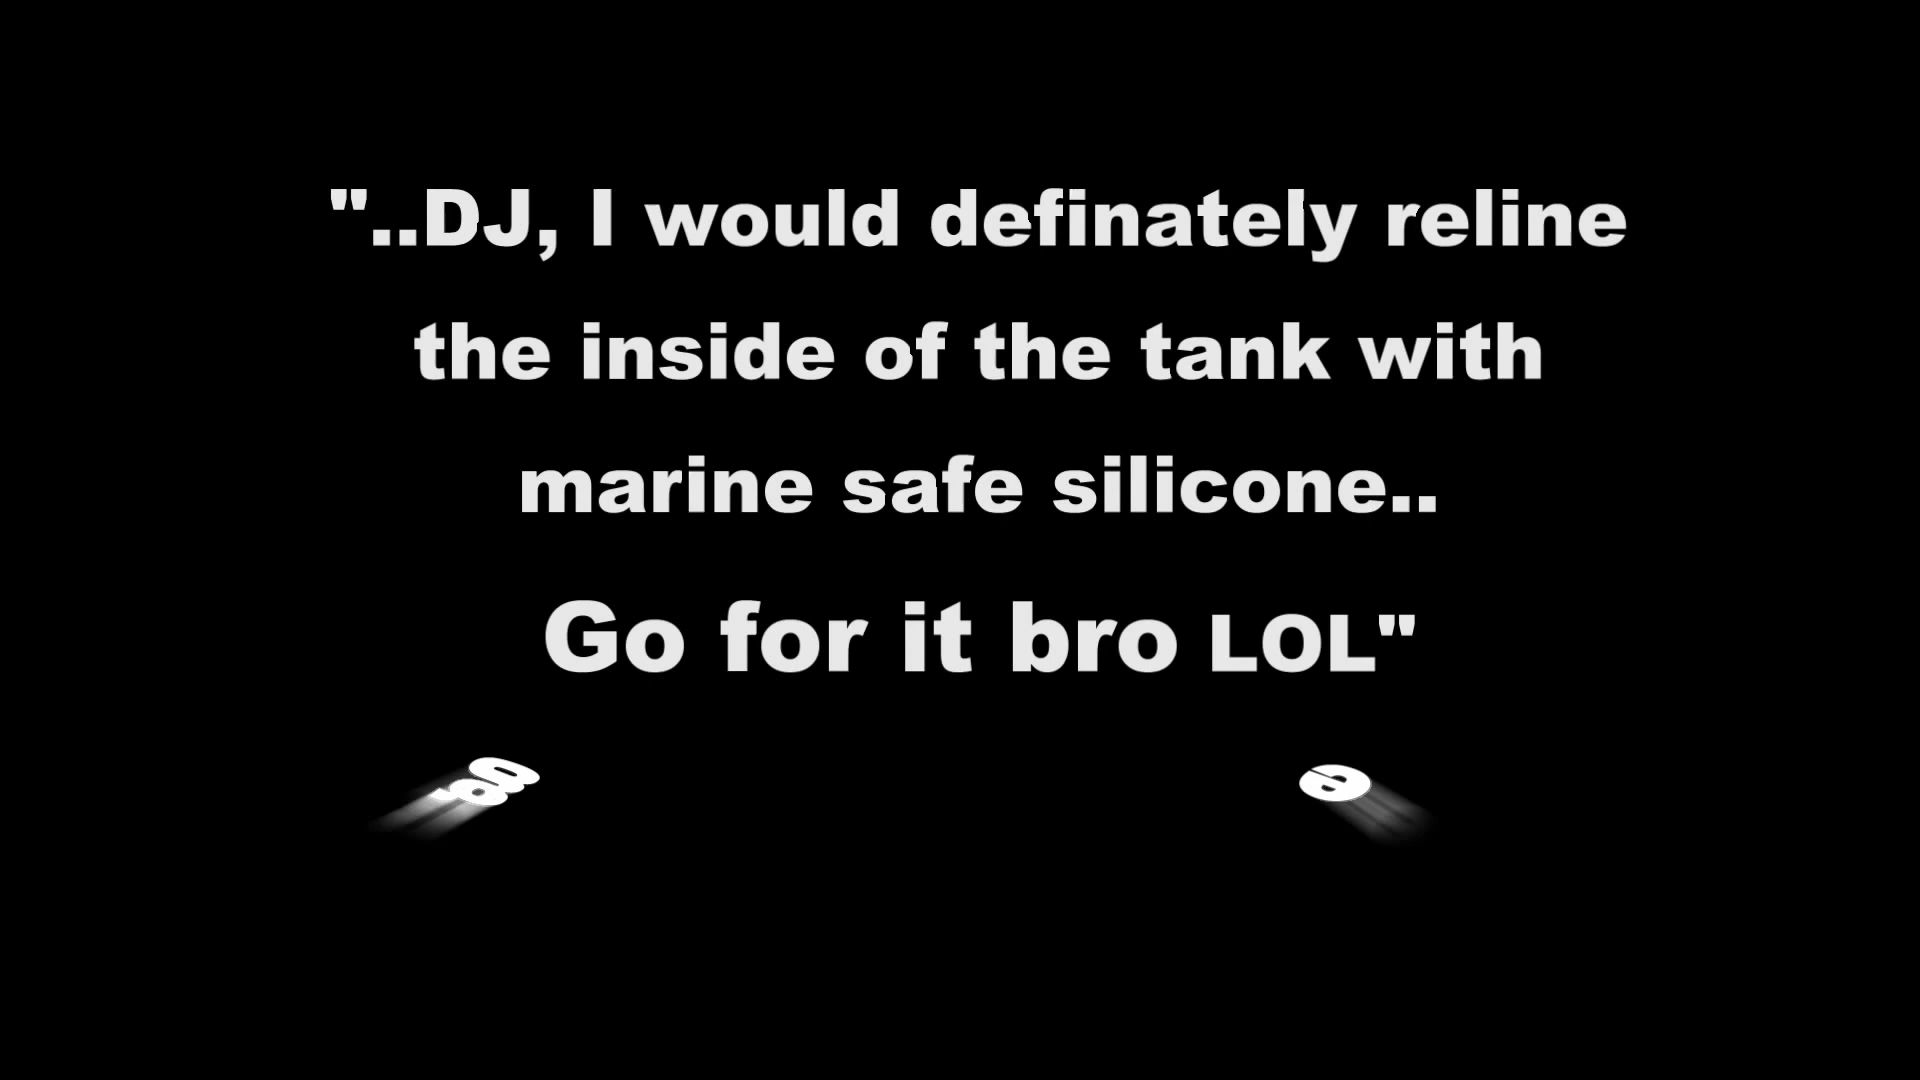 "..DJ, I would definately reline
the inside of the tank with
marine safe silicone..
Go for it bro LOL"